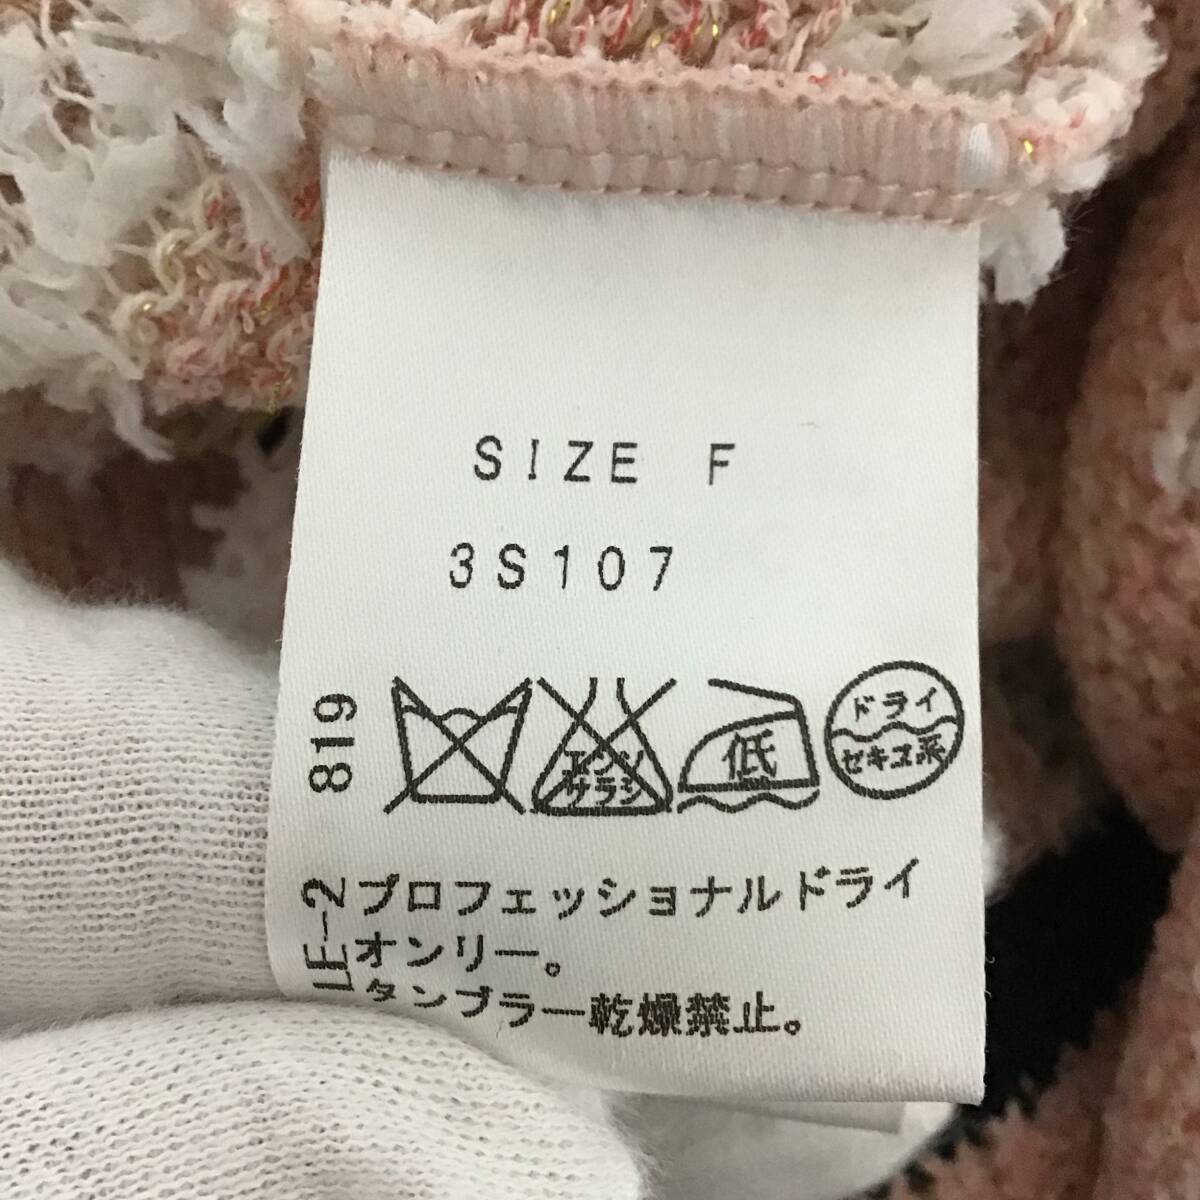 SIZE F
3S107
819
エンソ
サラシ
低
ドライ
セキユ系
LE-2
プロフェッショナルドライ
オンリー。
タンブラー乾燥禁止。